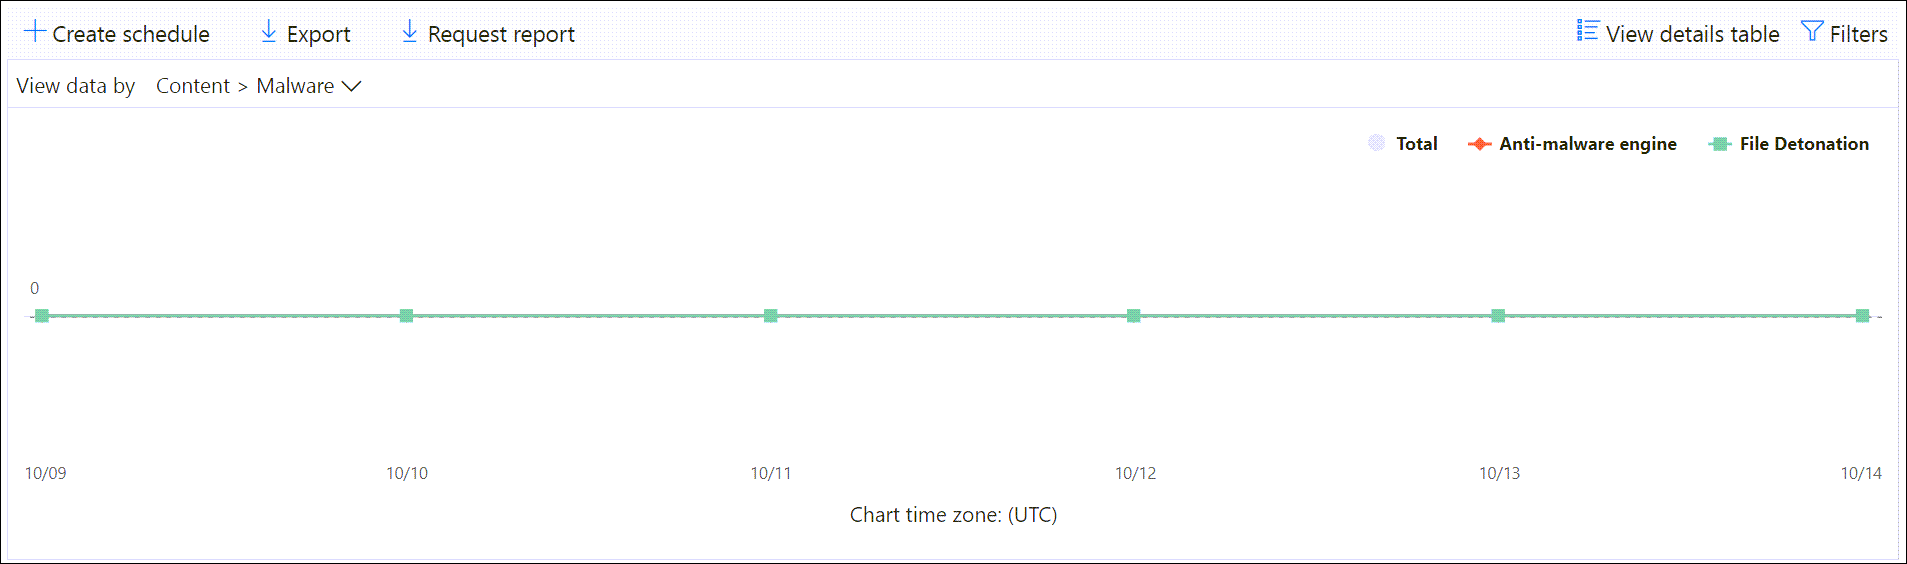 Create schedule Export Request report View details table Filters
View data by Content > Malware
Total Anti-malware engine File Detonation
0
10/09 10/10 10/11 10/12 10/13 10/14
Chart time zone: (UTC)